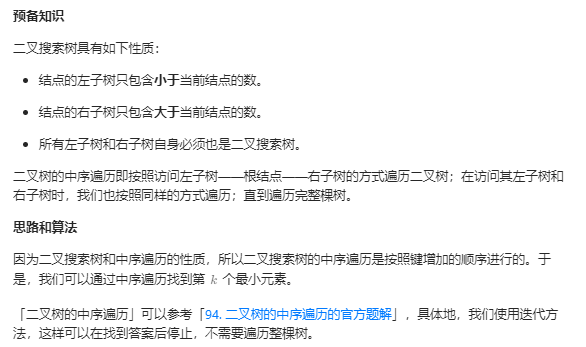 预备知识
二叉搜索树具有如下性质：
结点的左子树只包含小于当前结点的数。
结点的右子树只包含大于当前结点的数。
所有左子树和右子树自身必须也是二叉搜索树。
二叉树的中序遍历即按照访问左子树——根结点——右子树的方式遍历二叉树；在访问其左子树和
右子树时，我们也按照同样的方式遍历；直到遍历完整棵树。
思路和算法
因为二叉搜索树和中序遍历的性质，所以二叉搜索树的中序遍历是按照键增加的顺序进行的。于
是，我们可以通过中序遍历找到第 k 个最小元素。
「二叉树的中序遍历」可以参考「94. 二叉树的中序遍历的官方题解」，具体地，我们使用迭代方
法，这样可以在找到答案后停止，不需要遍历整棵树。